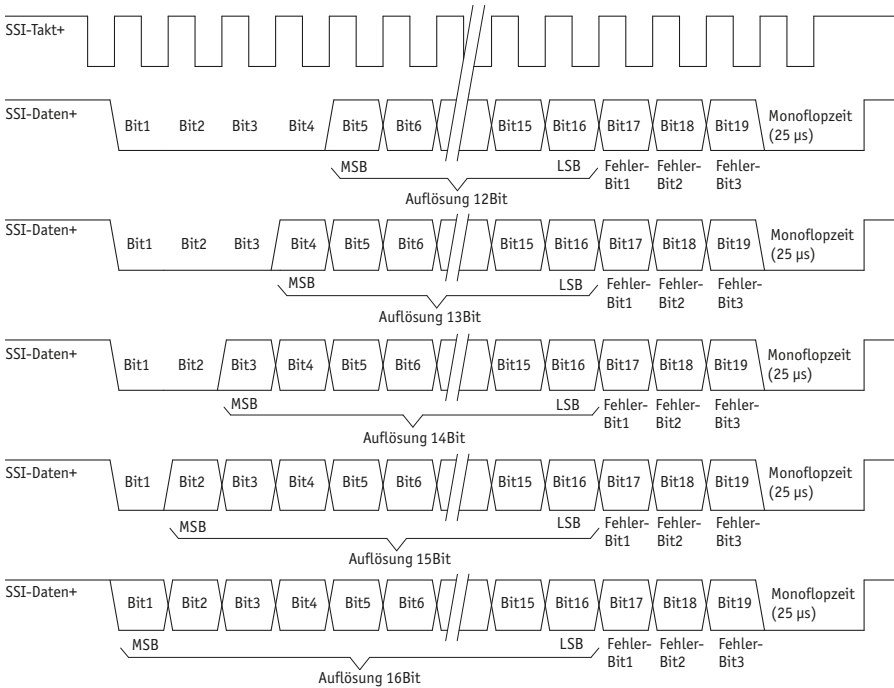 SSI-Takt+
SSI-Daten+
Bit1 Bit2 Bit3 Bit4 Bit5 Bit6 Bit15 Bit16 Bit17 Bit18 Bit19 Monoflopzeit
(25 µs)
MSB LSB Fehler- Fehler- Fehler-
Bit1 Bit2 Bit3
Auflösung 12Bit
SSI-Daten+
Bit1 Bit2 Bit3 Bit4 Bit5 Bit6 Bit15 Bit16 Bit17 Bit18 Bit19 Monoflopzeit
(25 µs)
MSB LSB Fehler- Fehler- Fehler-
Bit1 Bit2 Bit3
Auflösung 13Bit
SSI-Daten+
Bit1 Bit2 Bit3 Bit4 Bit5 Bit6 Bit15 Bit16 Bit17 Bit18 Bit19 Monoflopzeit
(25 µs)
MSB LSB Fehler- Fehler- Fehler-
Bit1 Bit2 Bit3
Auflösung 14Bit
SSI-Daten+
Bit1 Bit2 Bit3 Bit4 Bit5 Bit6 Bit15 Bit16 Bit17 Bit18 Bit19 Monoflopzeit
(25 µs)
MSB LSB Fehler- Fehler- Fehler-
Bit1 Bit2 Bit3
Auflösung 15Bit
SSI-Daten+
Bit1 Bit2 Bit3 Bit4 Bit5 Bit6 Bit15 Bit16 Bit17 Bit18 Bit19 Monoflopzeit
(25 µs)
MSB LSB Fehler- Fehler- Fehler-
Bit1 Bit2 Bit3
Auflösung 16Bit